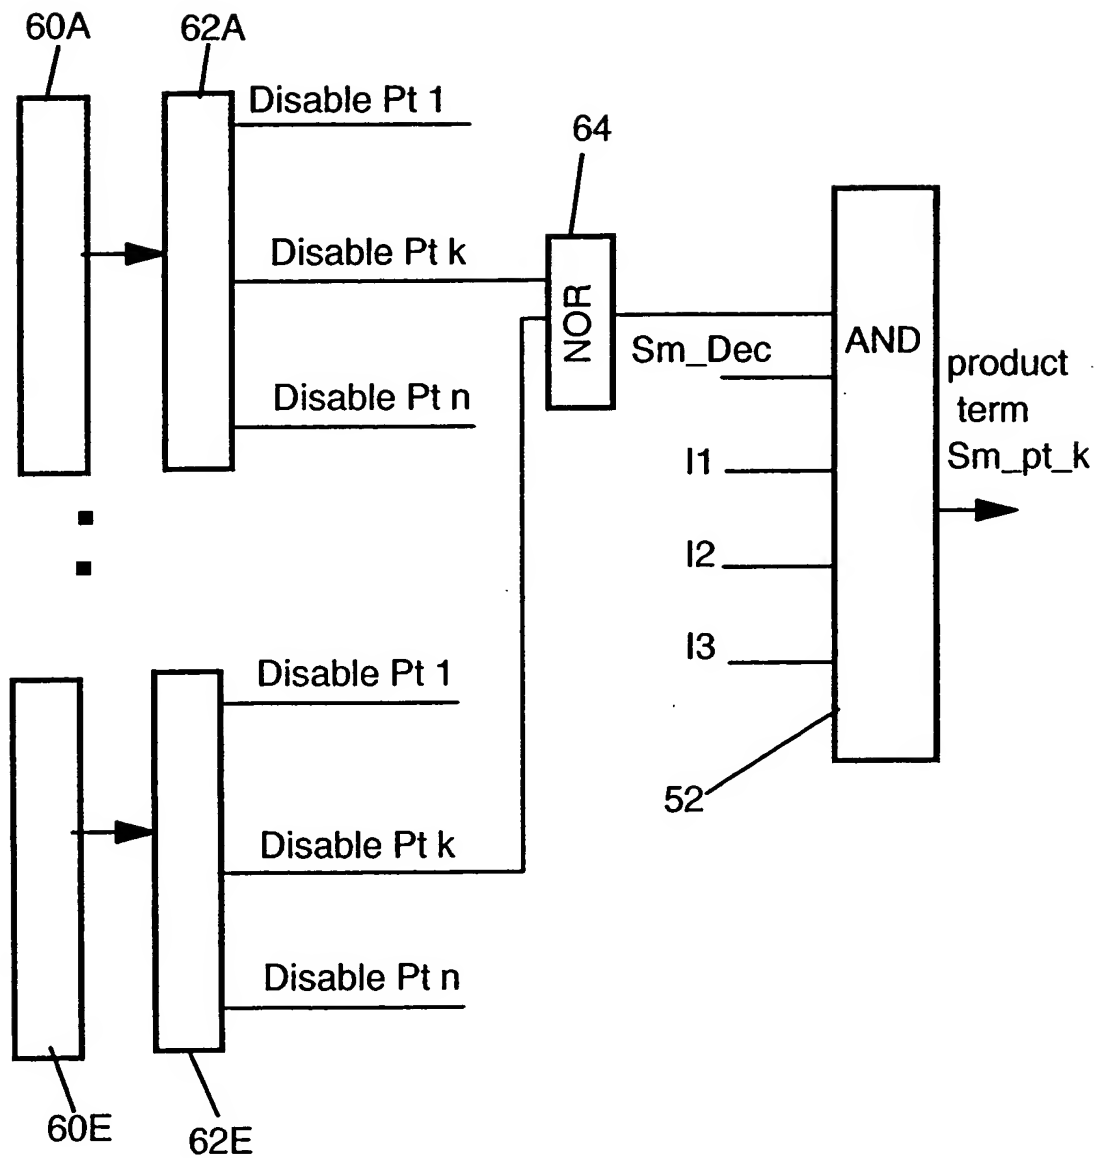 60A
62A
Disable Pt 1
64
Disable Pt k
NOR
Sm_Dec
AND
product
term
Sm_pt_k
Disable Pt n
I1
I2
I3
Disable Pt 1
52
Disable Pt k
Disable Pt n
60E
62E